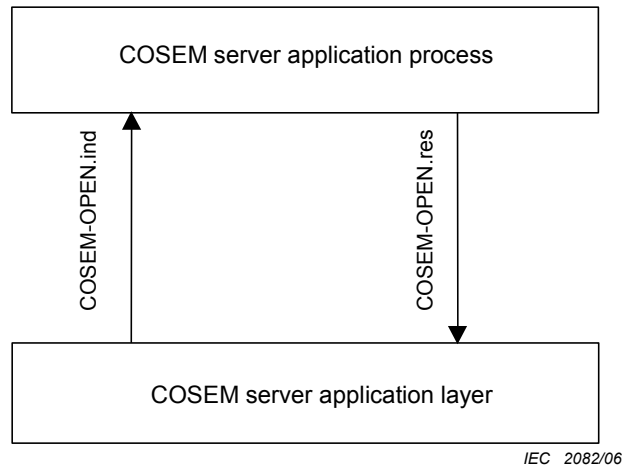 COSEM server application process
COSEM-OPEN.ind
COSEM-OPEN.res
COSEM server application layer
IEC 2082/06